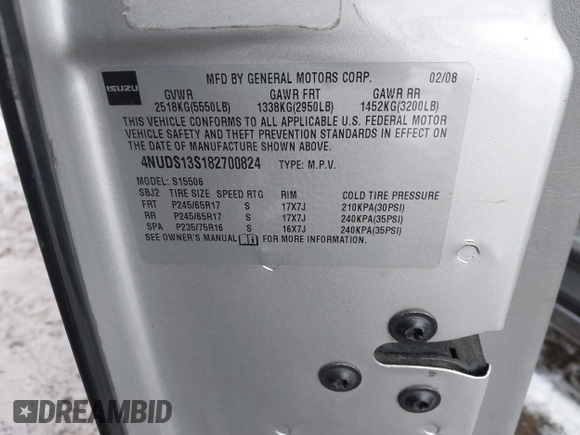 ISUZU
MFD BY GENERAL MOTORS CORP. 02/08
GVWR GAWR FRT GAWR RR
2518KG(5550LB) 1338KG(2950LB) 1452KG(3200LB)
THIS VEHICLE CONFORMS TO ALL APPLICABLE U.S. FEDERAL MOTOR
VEHICLE SAFETY AND THEFT PREVENTION STANDARDS IN EFFECT ON
THE DATE OF MANUFACTURE SHOWN ABOVE.
4NUDS13S182700824 TYPE: M.P.V.
MODEL: S15506
SBJ2 TIRE SIZE SPEED RTG RIM COLD TIRE PRESSURE
FRT P245/65R17 S 17X7J 210KPA(30PSI)
RR P245/65R17 S 17X7J 240KPA(35PSI)
SPA P235/75R16 S 16X7J 240KPA(35PSI)
SEE OWNER'S MANUAL FOR MORE INFORMATION
DREAMBID